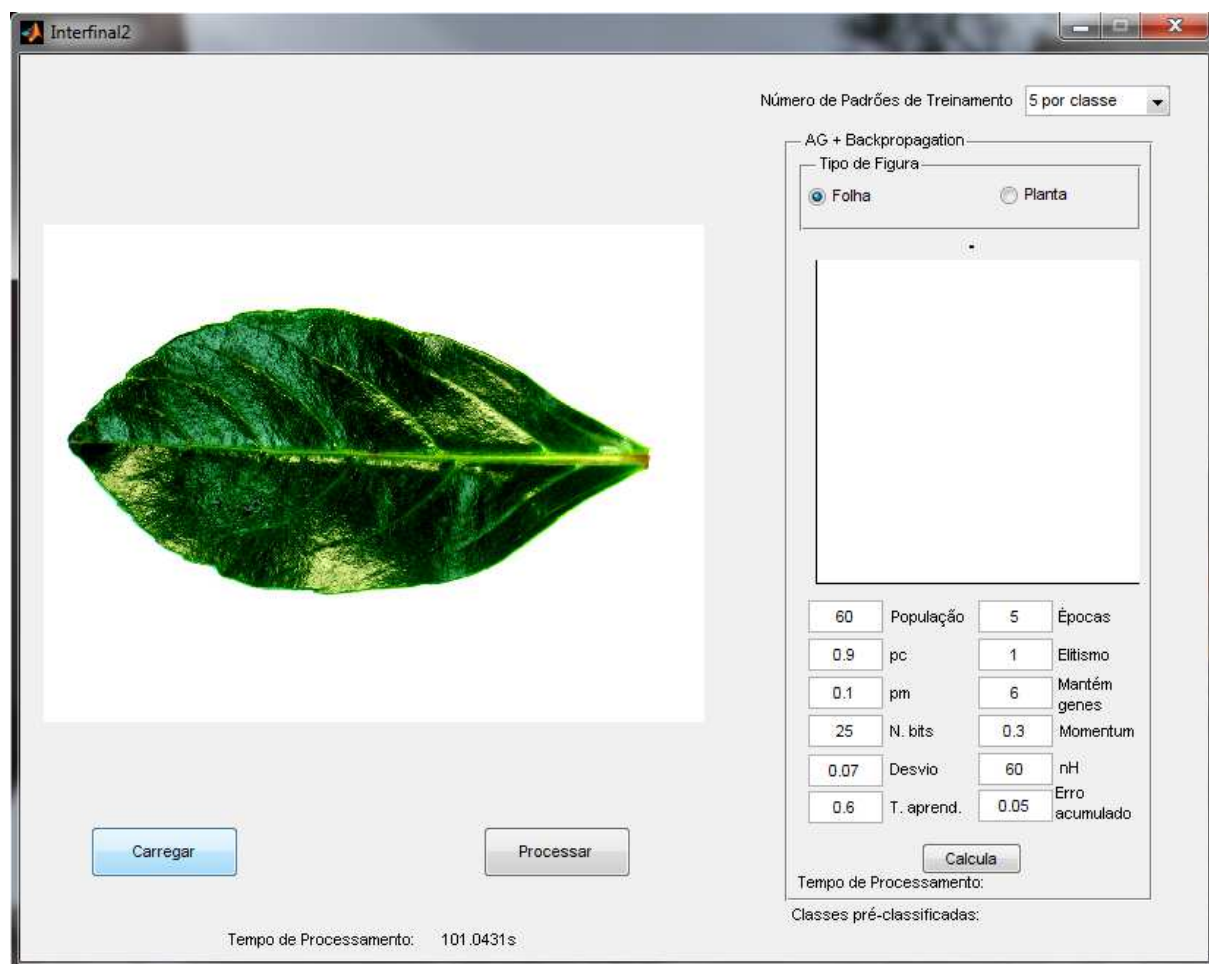 Interfinal2
Número de Padrões de Treinamento 5 por classe
AG + Backpropagation
Tipo de Figura
Folha Planta
60 População 5 Épocas
0.9 pc 1 Elitismo
0.1 pm 6 Mantém genes
25 N. bits 0.3 Momentum
0.07 Desvio 60 nH
0.6 T. aprend. 0.05 Erro acumulado
Carregar Processar Calcula
Tempo de Processamento:
Classes pré-classificadas:
Tempo de Processamento: 101.0431s